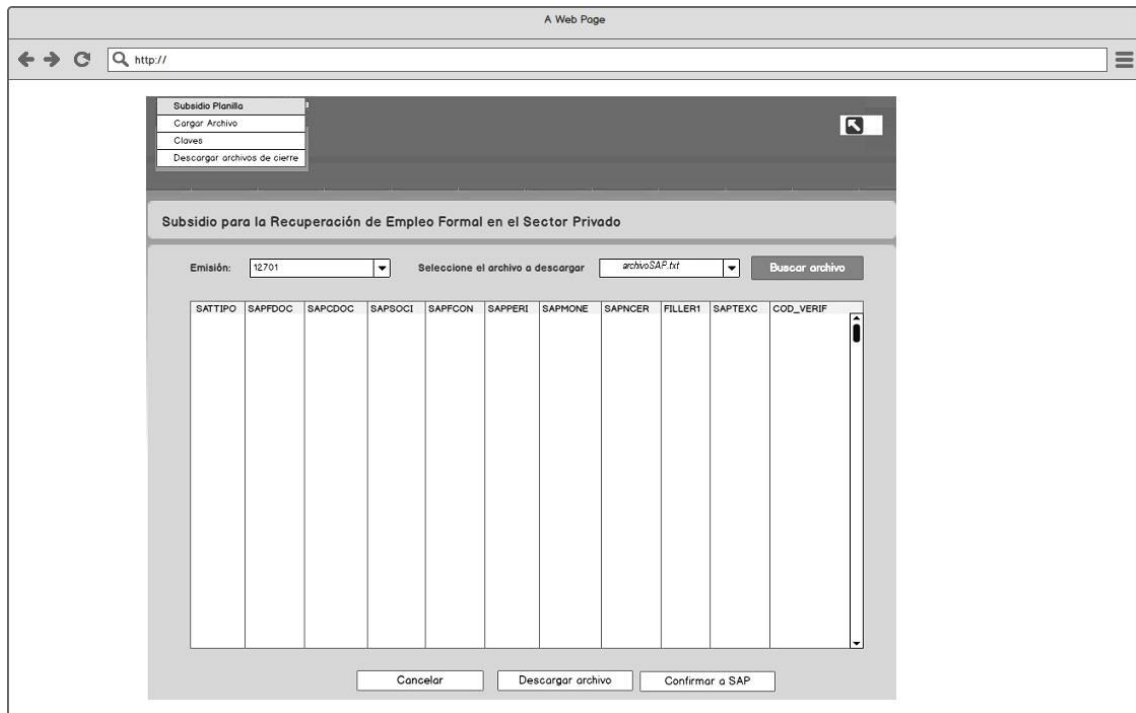 A Web Page
http://
Subsidio Planilla
Cargar Archivo
Claves
Descargar archivos de cierre
Subsidio para la Recuperación de Empleo Formal en el Sector Privado
Emisión: 12701 Seleccione el archivo a descargar archivoSAP.txt Buscar archivo
SATTIPO SAPFDOC SAPCDOC SAPSOCI SAPFCON SAPPERI SAPMONE SAPNCER FILLER1 SAPTEXC COD_VERIF
Cancelar Descargar archivo Confirmar a SAP